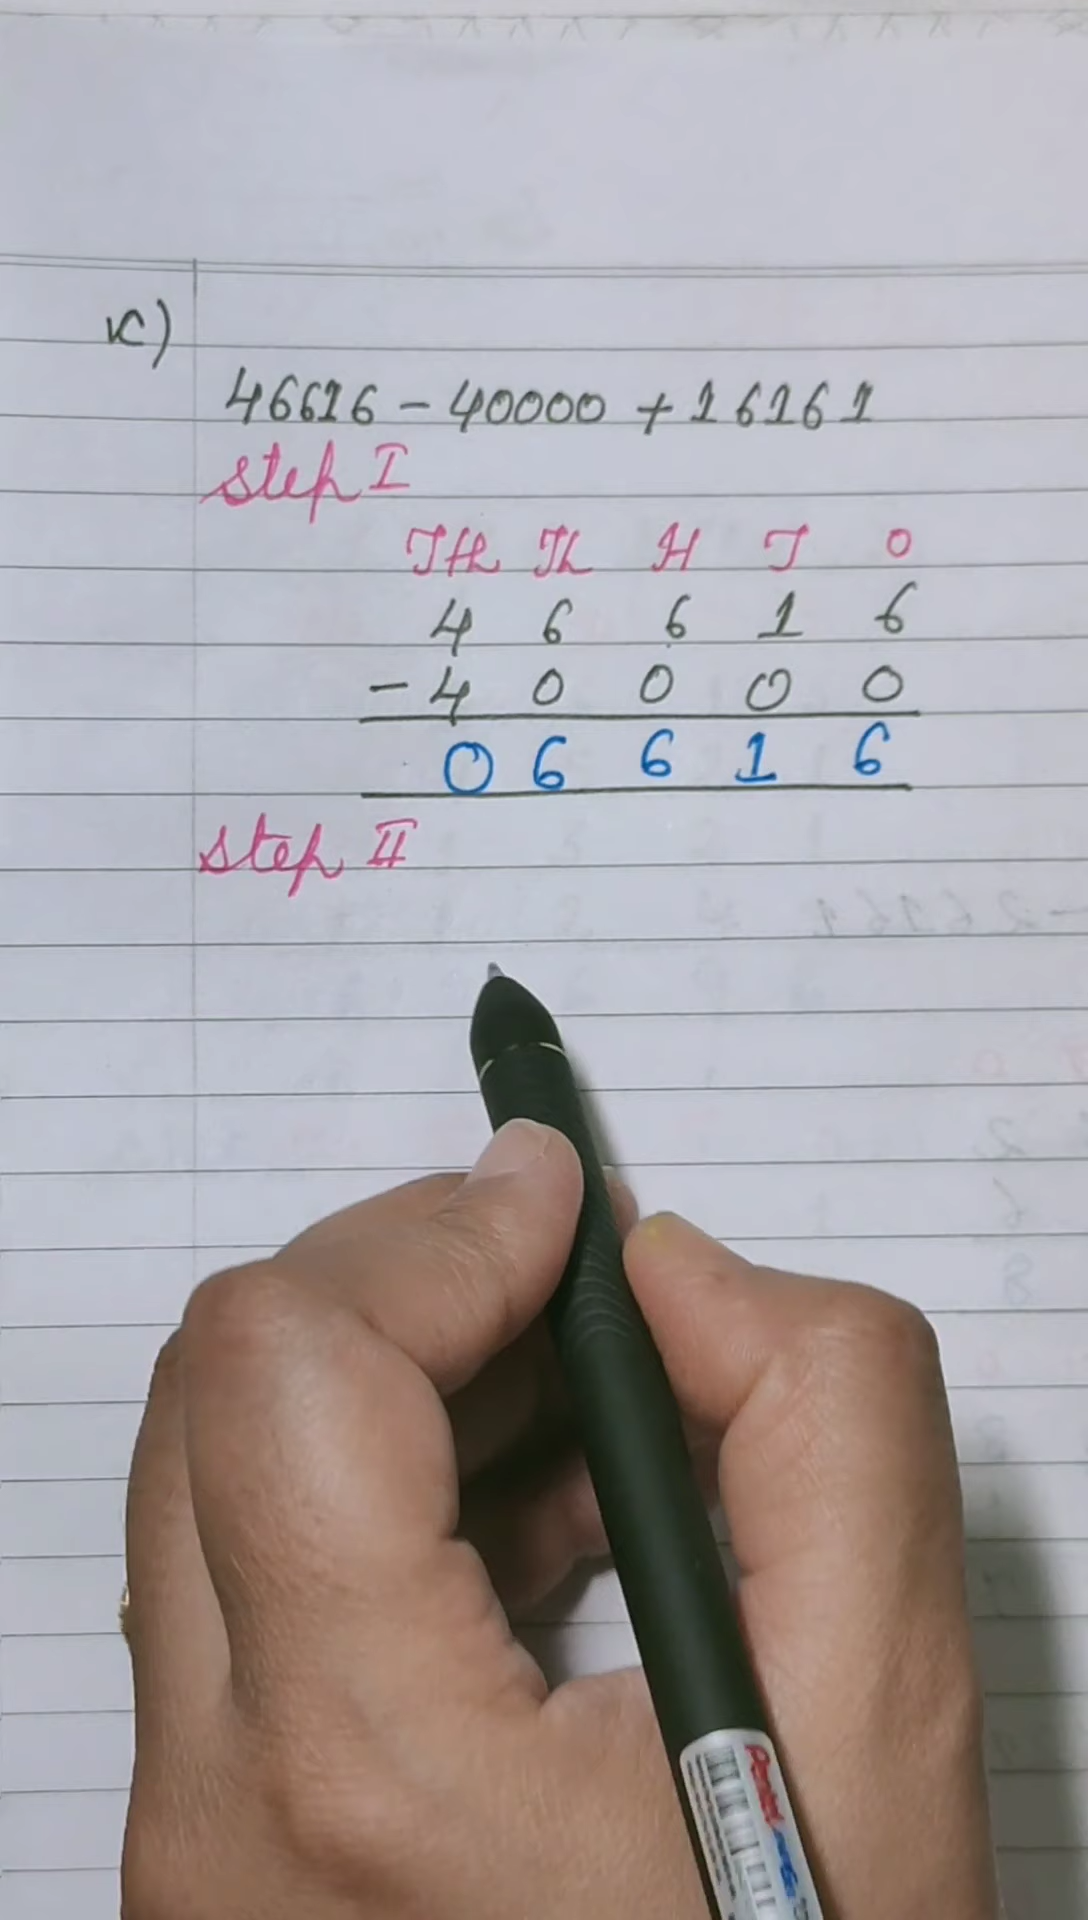 K)
46616 - 40000 + 16161
Step I
Tth Th H T O
4 6 6 1 6
- 4 0 0 0 0
0 6 6 1 6
Step II